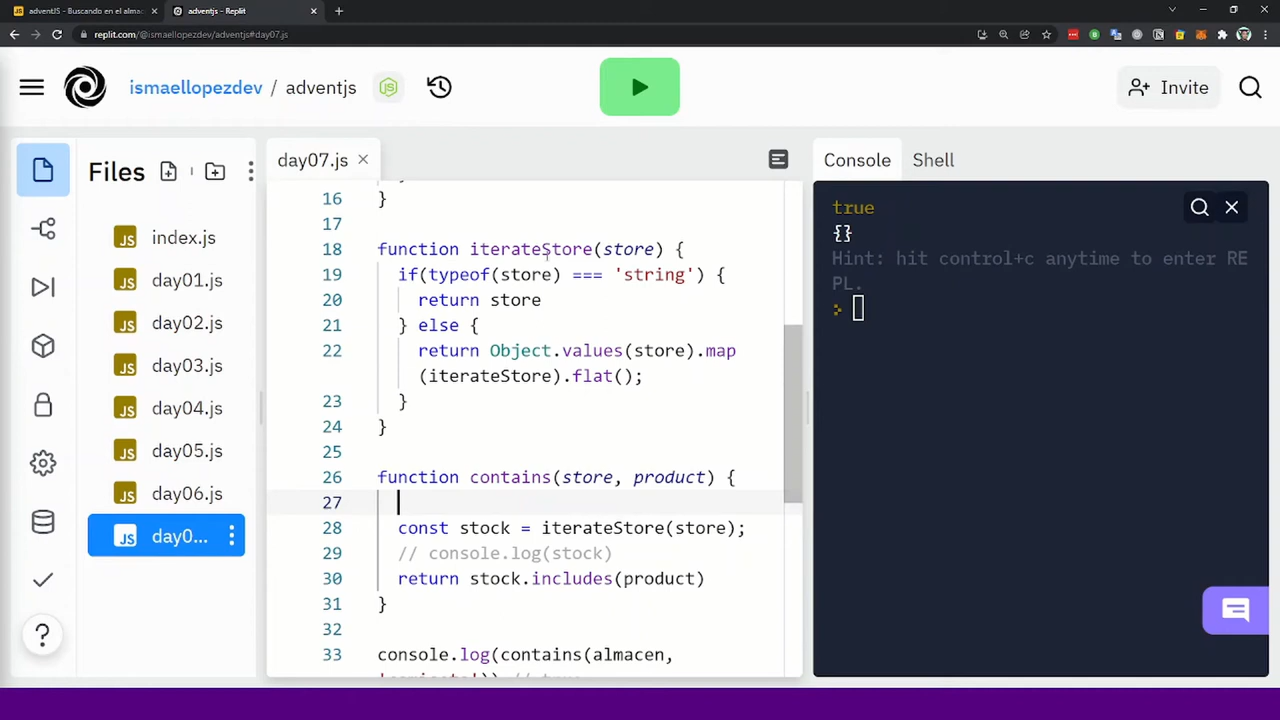 adventJS - Buscando en el almac
adventjs - Replit
replit.com/@ismaellopezdev/adventjs#day07.js
ismaellopezdev / adventjs
Invite
Files
index.js
day01.js
day02.js
day03.js
day04.js
day05.js
day06.js
day0...
day07.js
16 }
17
18 function iterateStore(store) {
19 if(typeof(store) === 'string') {
20 return store
21 } else {
22 return Object.values(store).map
(iterateStore).flat();
23 }
24 }
25
26 function contains(store, product) {
27
28 const stock = iterateStore(store);
29 // console.log(stock)
30 return stock.includes(product)
31 }
32
33 console.log(contains(almacen,
Console Shell
true
{}
Hint: hit control+c anytime to enter RE
PL.